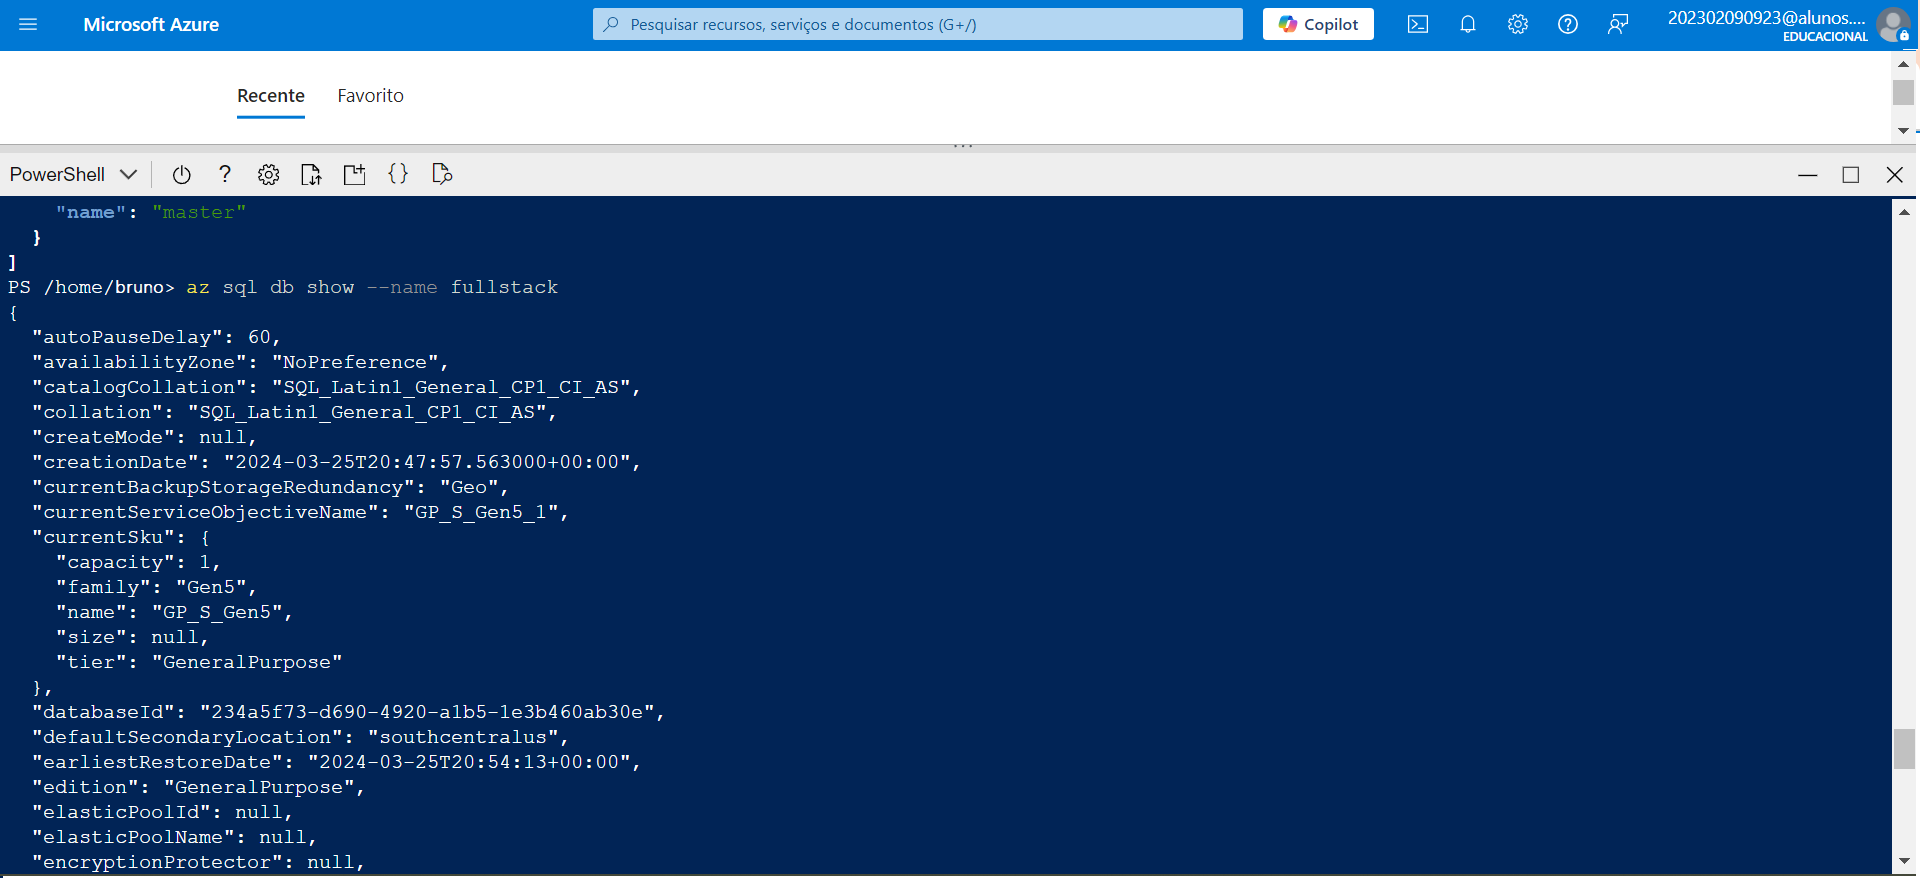 Microsoft Azure
Pesquisar recursos, serviços e documentos (G+/)
Copilot
202302090923@alunos....
EDUCACIONAL
Recente
Favorito
PowerShell
"name": "master"
}
]
PS /home/bruno> az sql db show --name fullstack
{
"autoPauseDelay": 60,
"availabilityZone": "NoPreference",
"catalogCollation": "SQL_Latin1_General_CP1_CI_AS",
"collation": "SQL_Latin1_General_CP1_CI_AS",
"createMode": null,
"creationDate": "2024-03-25T20:47:57.563000+00:00",
"currentBackupStorageRedundancy": "Geo",
"currentServiceObjectiveName": "GP_S_Gen5_1",
"currentSku": {
"capacity": 1,
"family": "Gen5",
"name": "GP_S_Gen5",
"size": null,
"tier": "GeneralPurpose"
},
"databaseId": "234a5f73-d690-4920-a1b5-1e3b460ab30e",
"defaultSecondaryLocation": "southcentralus",
"earliestRestoreDate": "2024-03-25T20:54:13+00:00",
"edition": "GeneralPurpose",
"elasticPoolId": null,
"elasticPoolName": null,
"encryptionProtector": null,